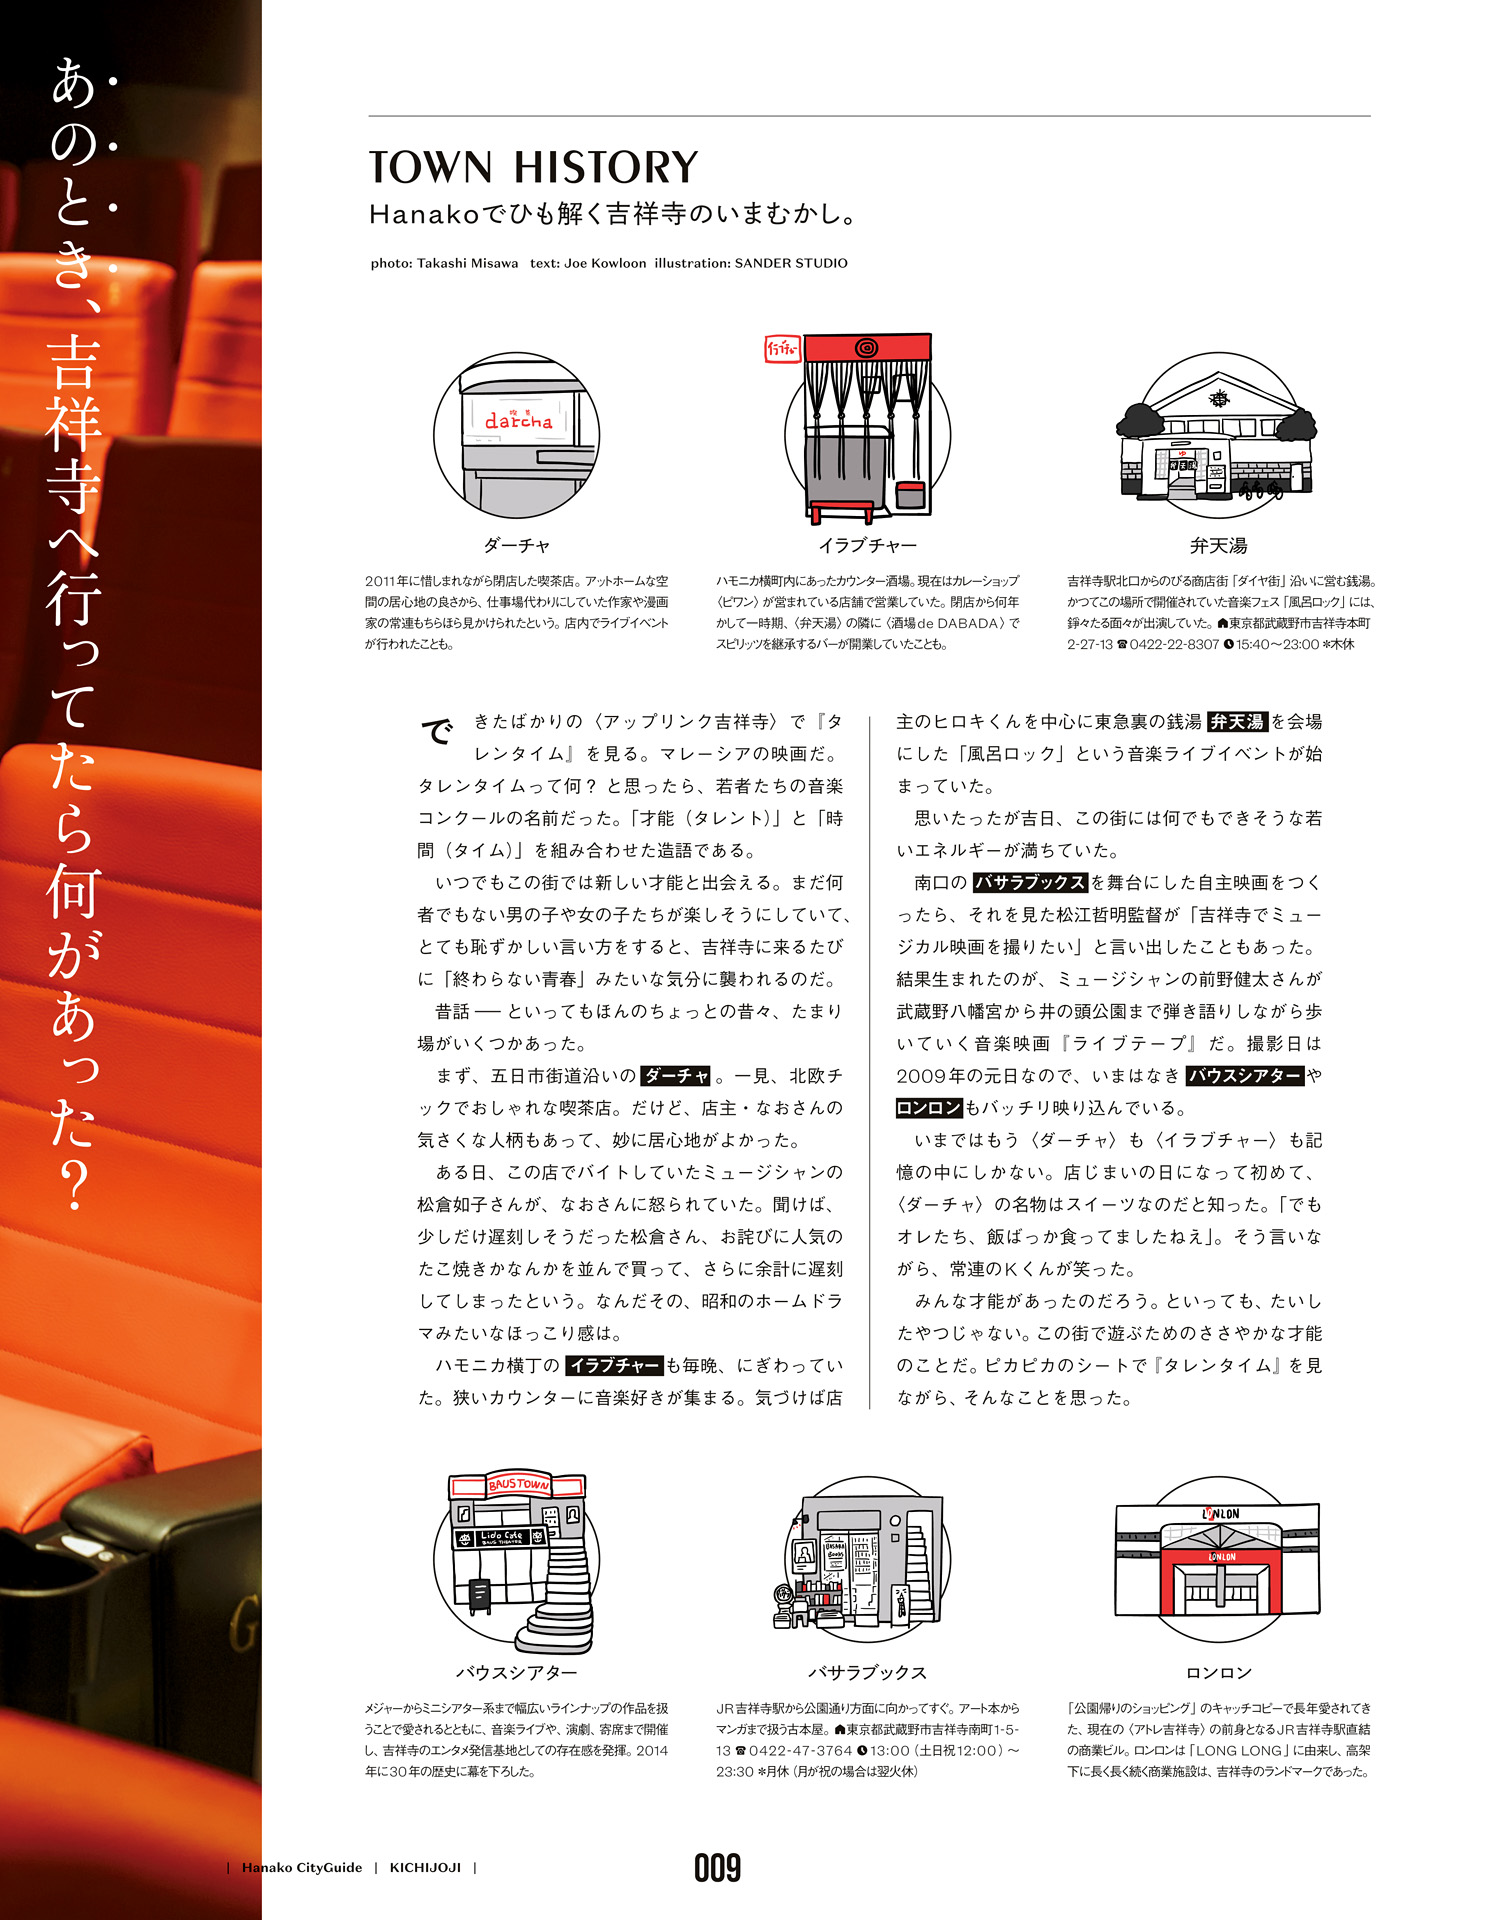 あのとき、吉祥寺へ行ってたら何があった?
TOWN HISTORY
Hanakoでひも解く吉祥寺のいまむかし。
photo: Takashi Misawa text: Joe Kowloon illustration: SANDER STUDIO
喫茶
darcha
ダーチャ
2011年に惜しまれながら閉店した喫茶店。アットホームな空
間の居心地の良さから、仕事場代わりにしていた作家や漫画
家の常連もちらほら見かけられたという。店内でライブイベント
が行われたことも。
イラブチャー
イラブチャー
ハモニカ横町内にあったカウンター酒場。現在はカレーショップ
〈ピワン〉が営まれている店舗で営業していた。閉店から何年
かして一時期、〈弁天湯〉の隣に〈酒場de DABADA〉で
スピリッツを継承するバーが開業していたことも。
ゆ
弁天湯
弁天湯
吉祥寺駅北口からのびる商店街「ダイヤ街」沿いに営む銭湯。
かつてこの場所で開催されていた音楽フェス「風呂ロック」には、
錚々たる面々が出演していた。東京都武蔵野市吉祥寺本町
2-27-13 ☎0422-22-8307 15:40〜23:00 *木休
できたばかりの〈アップリンク吉祥寺〉で『タ
レンタイム』を見る。マレーシアの映画だ。
タレンタイムって何? と思ったら、若者たちの音楽
コンクールの名前だった。「才能(タレント)」と「時
間(タイム)」を組み合わせた造語である。
いつでもこの街では新しい才能と出会える。まだ何
者でもない男の子や女の子たちが楽しそうにしていて、
とても恥ずかしい言い方をすると、吉祥寺に来るたび
に「終わらない青春」みたいな気分に襲われるのだ。
昔話 ── といってもほんのちょっとの昔々、たまり
場がいくつかあった。
まず、五日市街道沿いの ダーチャ 。一見、北欧チ
ックでおしゃれな喫茶店。だけど、店主・なおさんの
気さくな人柄もあって、妙に居心地がよかった。
ある日、この店でバイトしていたミュージシャンの
松倉如子さんが、なおさんに怒られていた。聞けば、
少しだけ遅刻しそうだった松倉さん、お詫びに人気の
たこ焼きかなんかを並んで買って、さらに余計に遅刻
してしまったという。なんだその、昭和のホームドラ
マみたいなほっこり感は。
ハモニカ横丁の イラブチャー も毎晩、にぎわってい
た。狭いカウンターに音楽好きが集まる。気づけば店
主のヒロキくんを中心に東急裏の銭湯 弁天湯 を会場
にした「風呂ロック」という音楽ライブイベントが始
まっていた。
思いたったが吉日、この街には何でもできそうな若
いエネルギーが満ちていた。
南口の バサラブックス を舞台にした自主映画をつく
ったら、それを見た松江哲明監督が「吉祥寺でミュー
ジカル映画を撮りたい」と言い出したこともあった。
結果生まれたのが、ミュージシャンの前野健太さんが
武蔵野八幡宮から井の頭公園まで弾き語りしながら歩
いていく音楽映画『ライブテープ』だ。撮影日は
2009年の元日なので、いまはなき バウスシアター や
ロンロン もバッチリ映り込んでいる。
いまではもう〈ダーチャ〉も〈イラブチャー〉も記
憶の中にしかない。店じまいの日になって初めて、
〈ダーチャ〉の名物はスイーツなのだと知った。「でも
オレたち、飯ばっか食ってましたねえ」。そう言いな
がら、常連のKくんが笑った。
みんな才能があったのだろう。といっても、たいし
たやつじゃない。この街で遊ぶためのささやかな才能
のことだ。ピカピカのシートで『タレンタイム』を見
ながら、そんなことを思った。
BAUSTOWN
Lido Cafe
BAUS THEATER
バウスシアター
メジャーからミニシアター系まで幅広いラインナップの作品を扱
うことで愛されるとともに、音楽ライブや、演劇、寄席まで開催
し、吉祥寺のエンタメ発信基地としての存在感を発揮。2014
年に30年の歴史に幕を下ろした。
BASARA
BOOKS
バサラブックス
JR吉祥寺駅から公園通り方面に向かってすぐ。アート本から
マンガまで扱う古本屋。東京都武蔵野市吉祥寺南町1-5-
13 ☎0422-47-3764 13:00(土日祝12:00)〜
23:30 *月休(月が祝の場合は翌火休)
LONLON
LONLON
ロンロン
「公園帰りのショッピング」のキャッチコピーで長年愛されてき
た、現在の〈アトレ吉祥寺〉の前身となるJR吉祥寺駅直結
の商業ビル。ロンロンは「LONG LONG」に由来し、高架
下に長く長く続く商業施設は、吉祥寺のランドマークであった。
| Hanako CityGuide | KICHIJOJI |
009
G